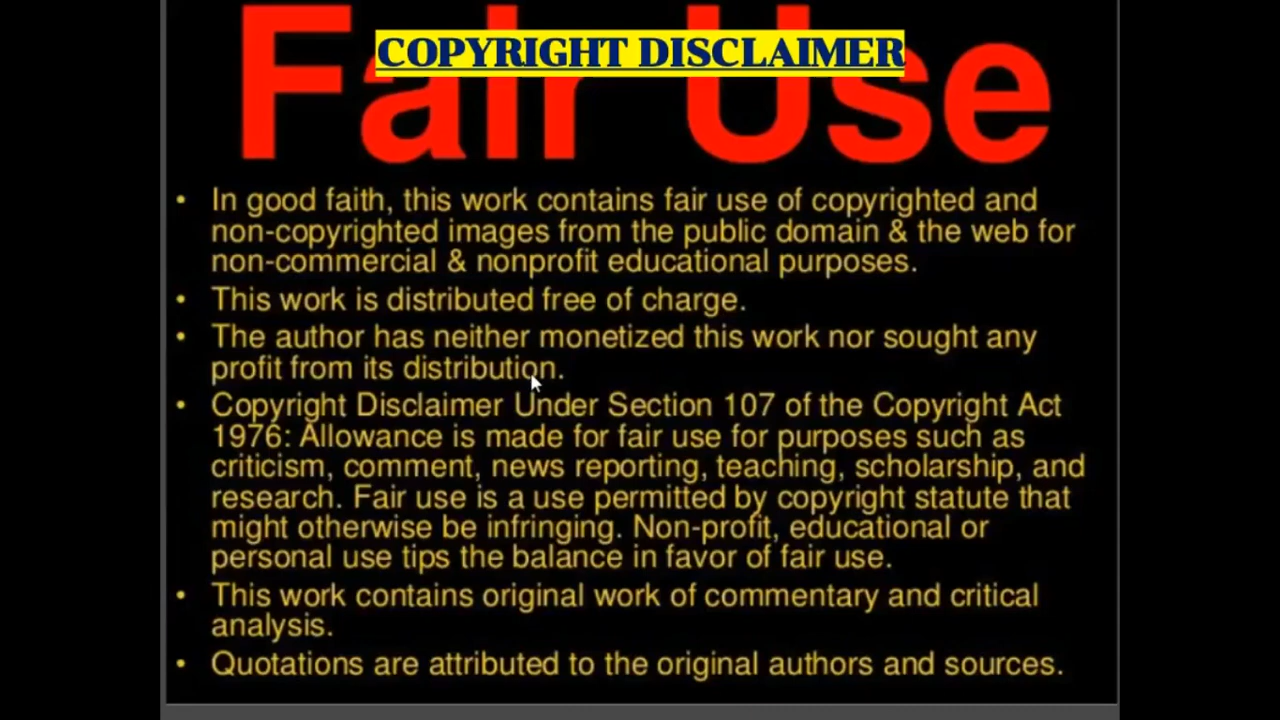 Fair Use
COPYRIGHT DISCLAIMER
• In good faith, this work contains fair use of copyrighted and
non-copyrighted images from the public domain & the web for
non-commercial & nonprofit educational purposes.
• This work is distributed free of charge.
• The author has neither monetized this work nor sought any
profit from its distribution.
• Copyright Disclaimer Under Section 107 of the Copyright Act
1976: Allowance is made for fair use for purposes such as
criticism, comment, news reporting, teaching, scholarship, and
research. Fair use is a use permitted by copyright statute that
might otherwise be infringing. Non-profit, educational or
personal use tips the balance in favor of fair use.
• This work contains original work of commentary and critical
analysis.
• Quotations are attributed to the original authors and sources.